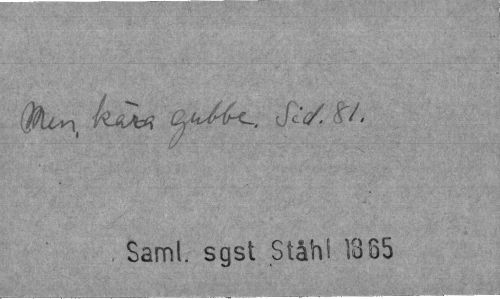 Men, kära gubbe. Sid. 81.
Saml. sgst Ståhl 1865